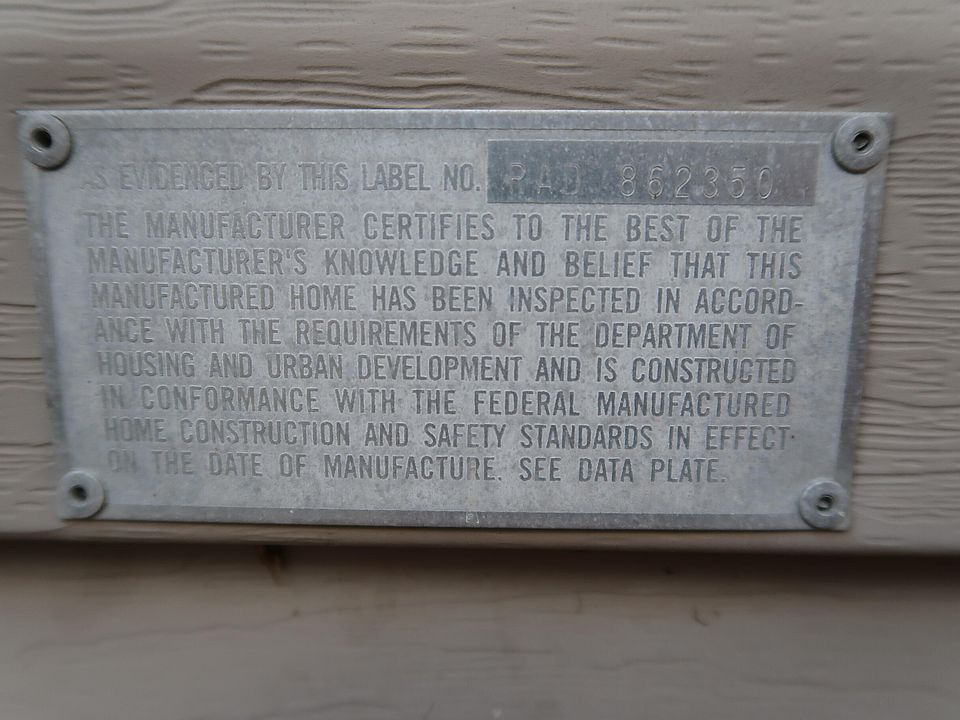 AS EVIDENCED BY THIS LABEL NO. PAD 862350
THE MANUFACTURER CERTIFIES TO THE BEST OF THE
MANUFACTURER'S KNOWLEDGE AND BELIEF THAT THIS
MANUFACTURED HOME HAS BEEN INSPECTED IN ACCORD-
ANCE WITH THE REQUIREMENTS OF THE DEPARTMENT OF
HOUSING AND URBAN DEVELOPMENT AND IS CONSTRUCTED
IN CONFORMANCE WITH THE FEDERAL MANUFACTURED
HOME CONSTRUCTION AND SAFETY STANDARDS IN EFFECT
ON THE DATE OF MANUFACTURE. SEE DATA PLATE.